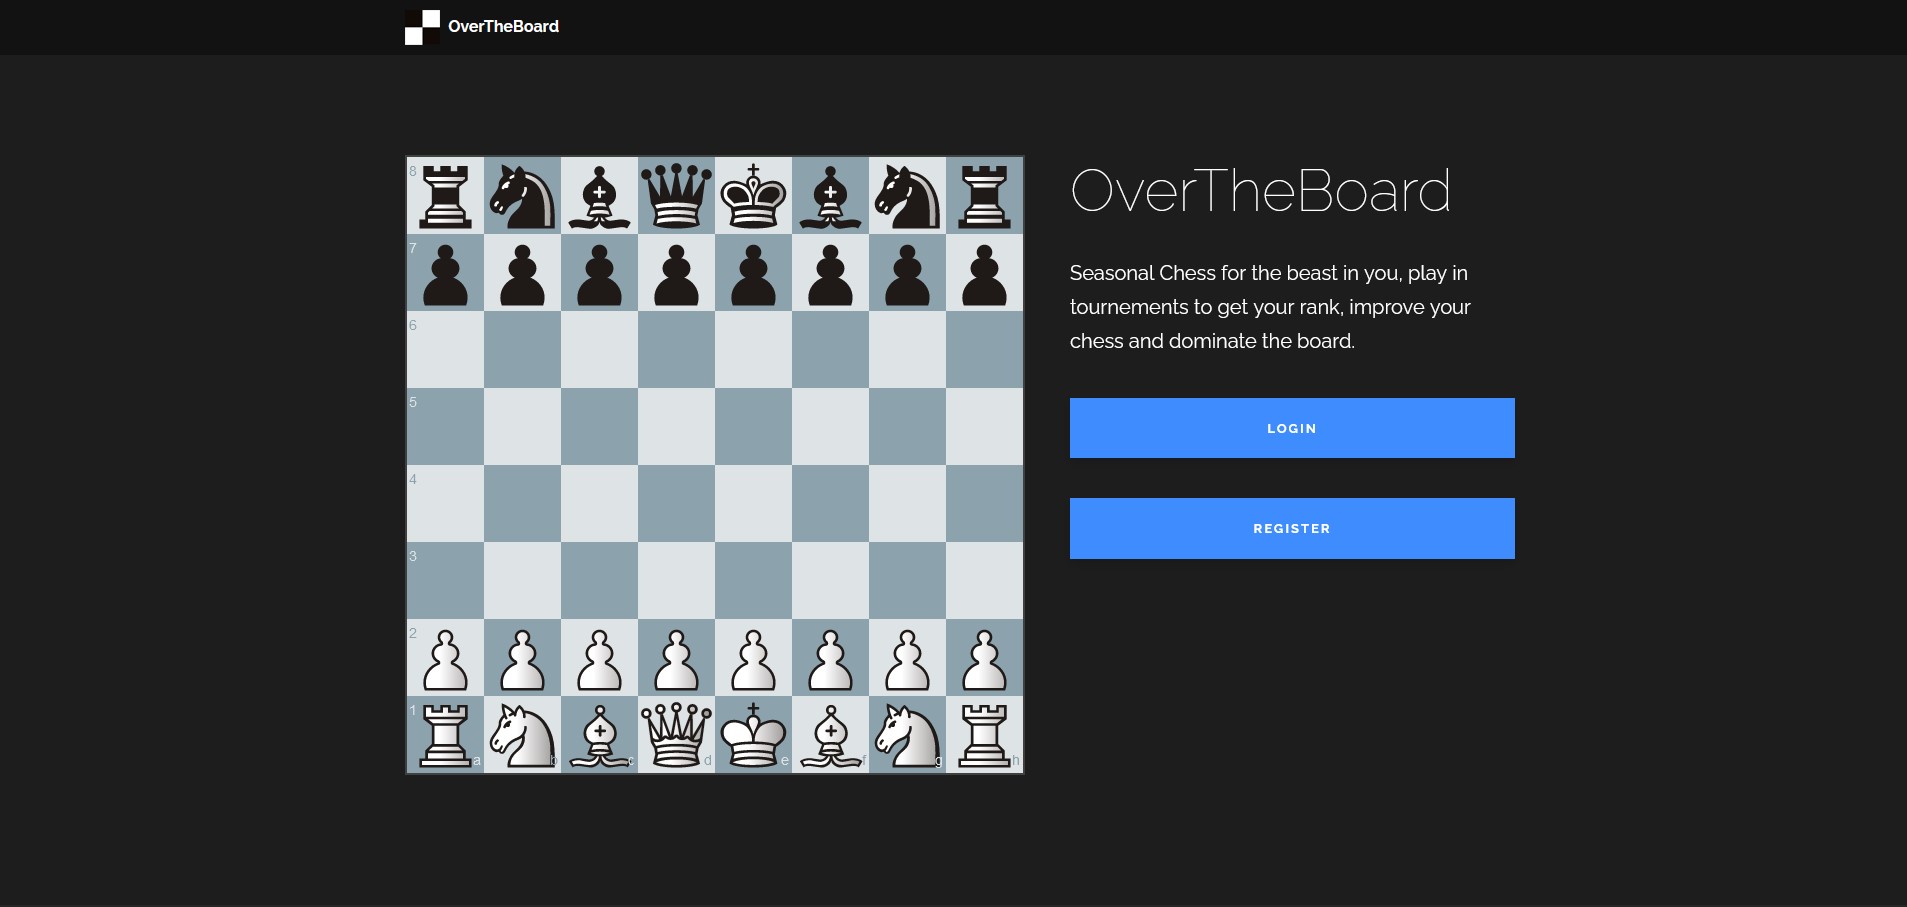 OverTheBoard
8
7
6
5
4
3
2
1
a b c d e f g h
OverTheBoard
Seasonal Chess for the beast in you, play in
tournements to get your rank, improve your
chess and dominate the board.
LOGIN
REGISTER